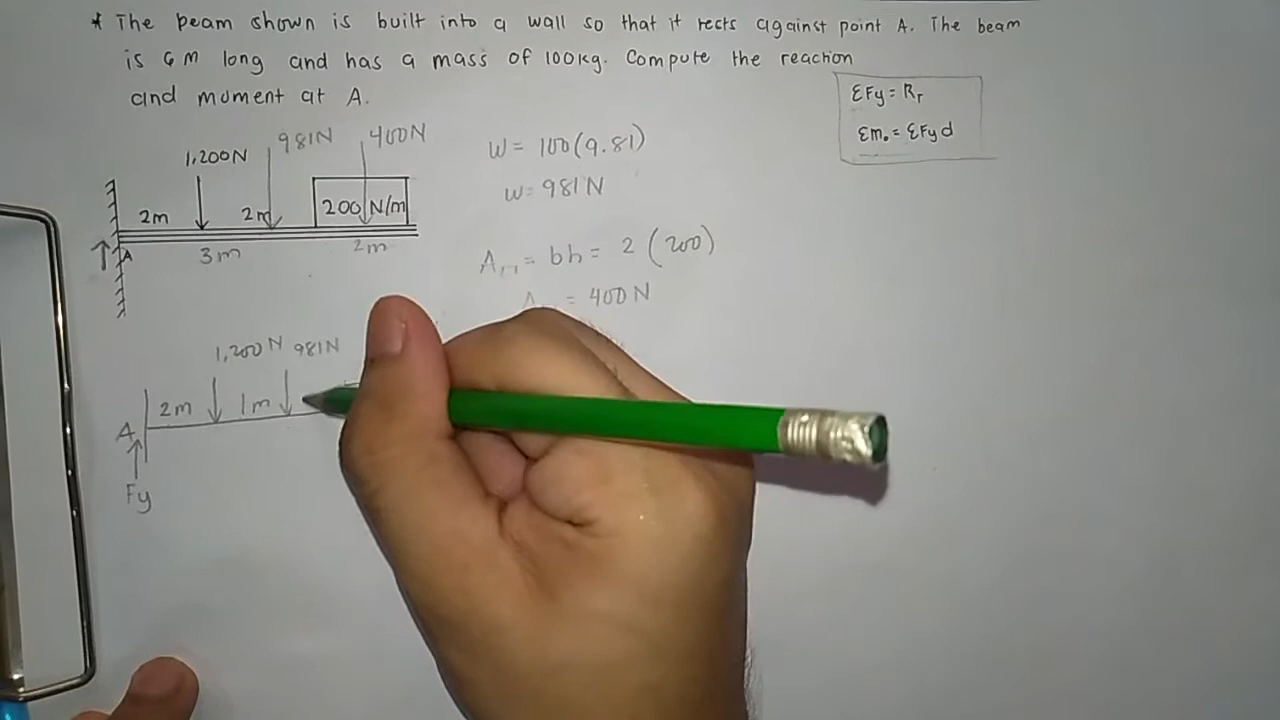 * The beam shown is built into a wall so that it rests against point A. The beam
is 6m long and has a mass of 100kg. Compute the reaction
and moment at A.
ΣFy = Rr
Σm₀ = ΣFyd
1,200N 981N 400N
2m 2m 200 N/m
A 3m 2m
W = 100(9.81)
W = 981N
A = bh = 2 (200)
= 400N
1,200N 981N
2m 1m
A
Fy